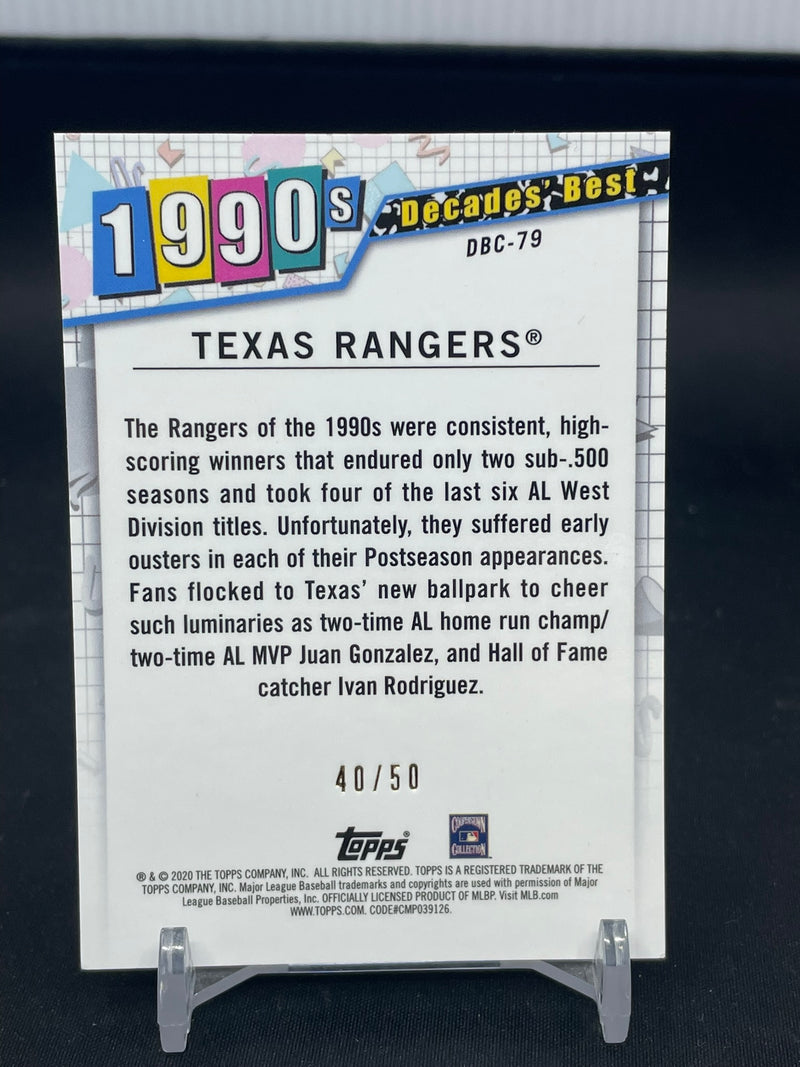 1990s
Decades' Best
DBC-79
TEXAS RANGERS®
The Rangers of the 1990s were consistent, high-
scoring winners that endured only two sub-.500
seasons and took four of the last six AL West
Division titles. Unfortunately, they suffered early
ousters in each of their Postseason appearances.
Fans flocked to Texas' new ballpark to cheer
such luminaries as two-time AL home run champ/
two-time AL MVP Juan Gonzalez, and Hall of Fame
catcher Ivan Rodriguez.
40/50
topps®
COOPERSTOWN
COLLECTION
® & © 2020 THE TOPPS COMPANY, INC. ALL RIGHTS RESERVED. TOPPS IS A REGISTERED TRADEMARK OF THE
TOPPS COMPANY, INC. Major League Baseball trademarks and copyrights are used with permission of Major
League Baseball Properties, Inc. OFFICIALLY LICENSED PRODUCT OF MLBP. Visit MLB.com
WWW.TOPPS.COM. CODE#CMP039126.